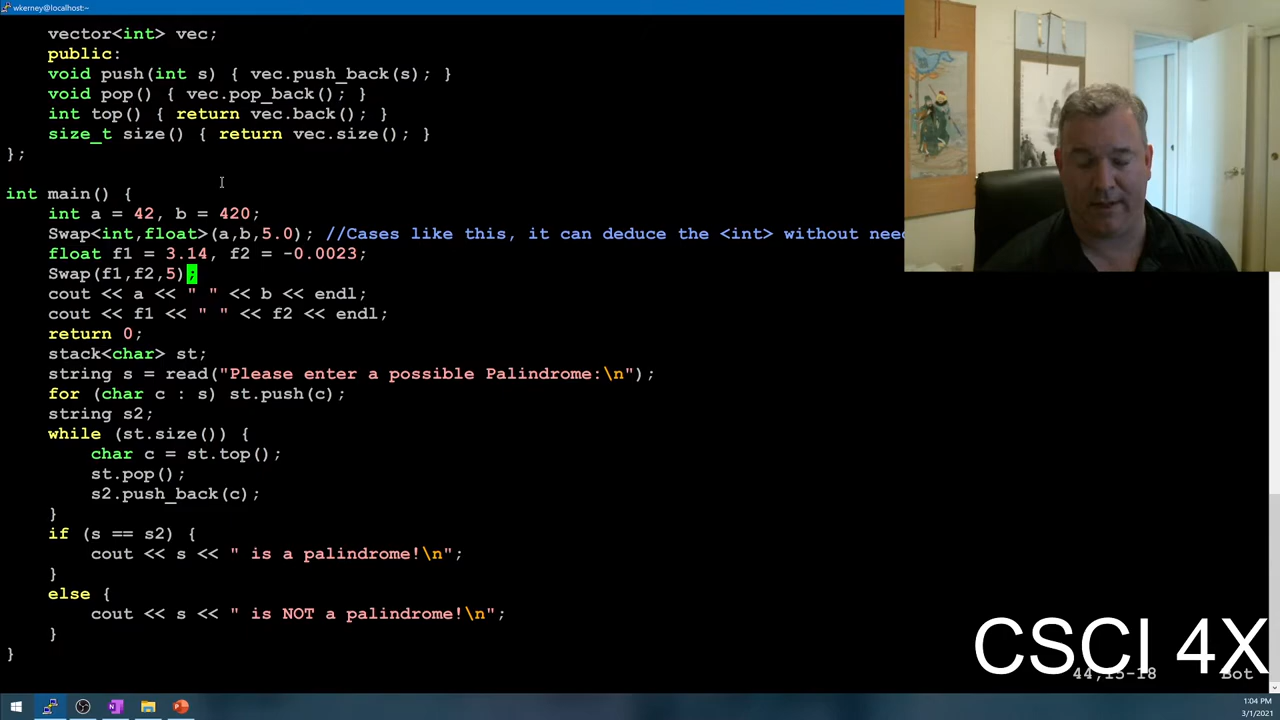 wkerney@localhost:~
vector<int> vec;
public:
void push(int s) { vec.push_back(s); }
void pop() { vec.pop_back(); }
int top() { return vec.back(); }
size_t size() { return vec.size(); }
};
int main() {
int a = 42, b = 420;
Swap<int,float>(a,b,5.0); //Cases like this, it can deduce the <int> without
float f1 = 3.14, f2 = -0.0023;
Swap(f1,f2,5);
cout << a << " " << b << endl;
cout << f1 << " " << f2 << endl;
return 0;
stack<char> st;
string s = read("Please enter a possible Palindrome:\n");
for (char c : s) st.push(c);
string s2;
while (st.size()) {
char c = st.top();
st.pop();
s2.push_back(c);
}
if (s == s2) {
cout << s << " is a palindrome!\n";
}
else {
cout << s << " is NOT a palindrome!\n";
}
}
CSCI 4X
Bot
1:04 PM
3/1/2021